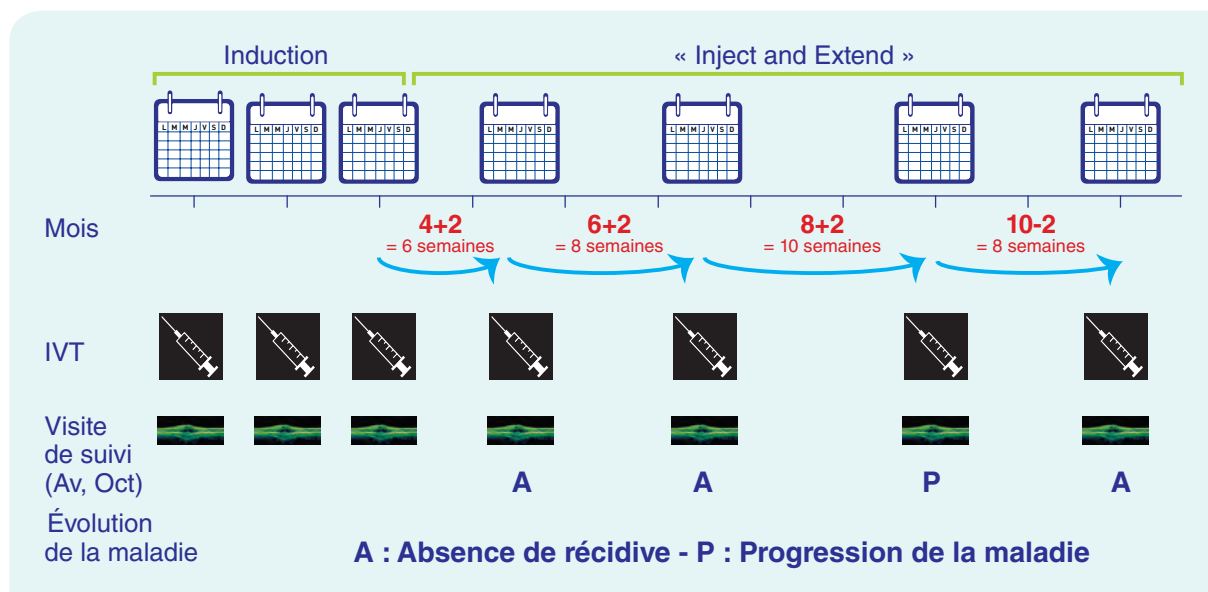 Induction
« Inject and Extend »
L M M J V S D
L M M J V S D
L M M J V S D
L M M J V S D
L M M J V S D
L M M J V S D
L M M J V S D
Mois
4+2
= 6 semaines
6+2
= 8 semaines
8+2
= 10 semaines
10-2
= 8 semaines
IVT
Visite
de suivi
(Av, Oct)
A
A
P
A
Évolution
de la maladie
A : Absence de récidive - P : Progression de la maladie